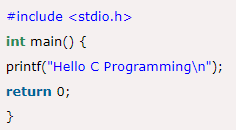 #include <stdio.h>
int main() {
printf("Hello C Programming\n");
return 0;
}